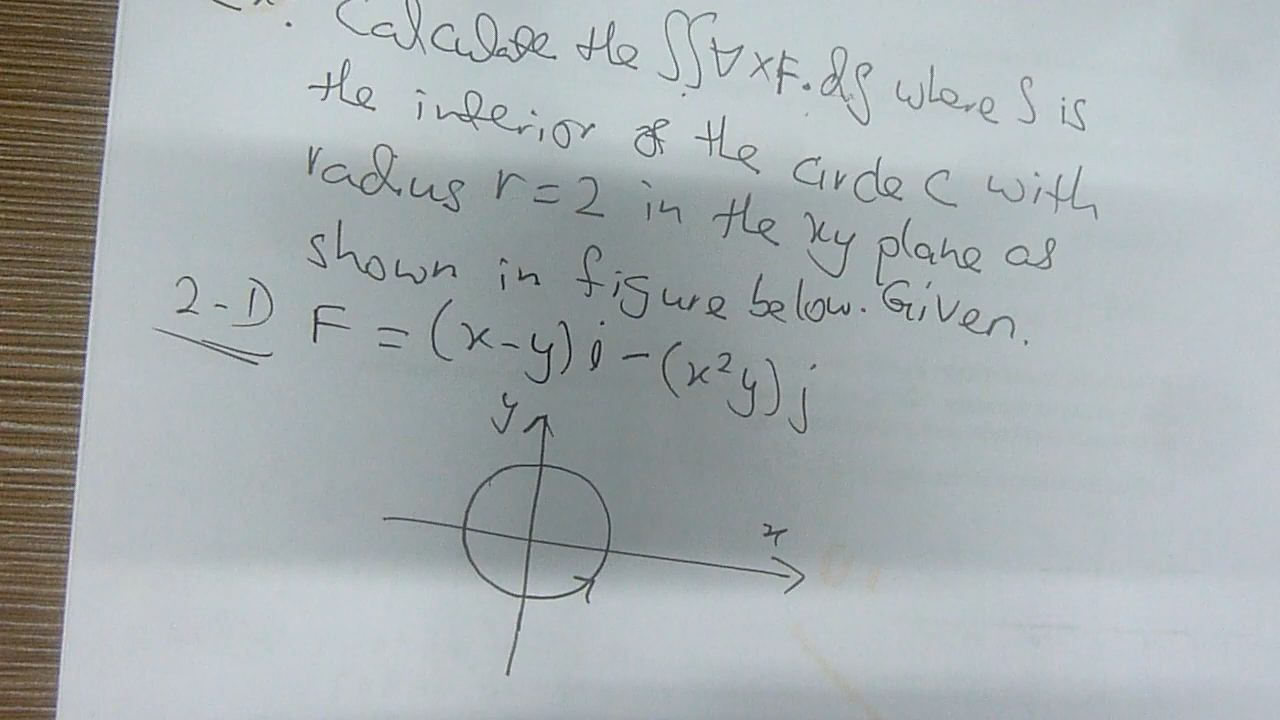 Calculate the ∬∇×F.dS where S is
the interior of the circle C with
radius r=2 in the xy plane as
shown in figure below. Given.
2-D F = (x-y)i-(x²y)j
y
x